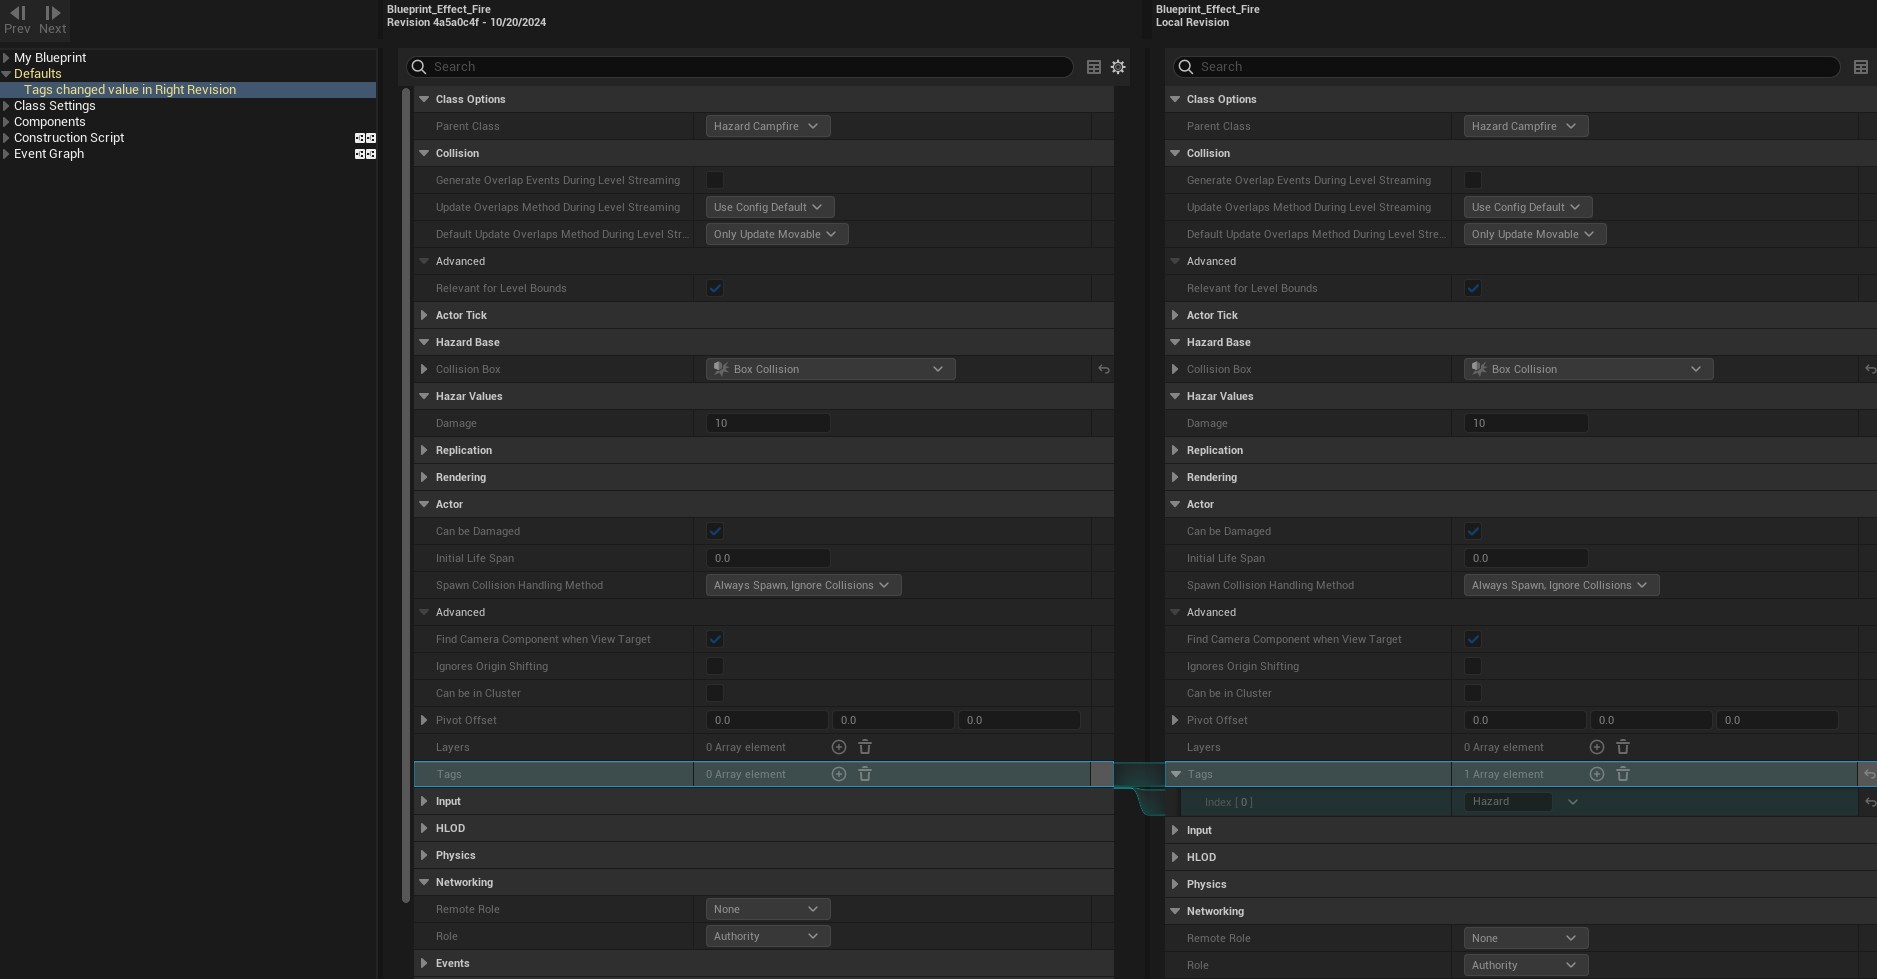 Prev Next
My Blueprint
Defaults
Tags changed value in Right Revision
Class Settings
Components
Construction Script
Event Graph
Blueprint_Effect_Fire
Revision 4a5a0c4f - 10/20/2024
Search
Class Options
Parent Class Hazard Campfire
Collision
Generate Overlap Events During Level Streaming
Update Overlaps Method During Level Streaming Use Config Default
Default Update Overlaps Method During Level Str... Only Update Movable
Advanced
Relevant for Level Bounds
Actor Tick
Hazard Base
Collision Box Box Collision
Hazar Values
Damage 10
Replication
Rendering
Actor
Can be Damaged
Initial Life Span 0.0
Spawn Collision Handling Method Always Spawn, Ignore Collisions
Advanced
Find Camera Component when View Target
Ignores Origin Shifting
Can be in Cluster
Pivot Offset 0.0 0.0 0.0
Layers 0 Array element
Tags 0 Array element
Input
HLOD
Physics
Networking
Remote Role None
Role Authority
Events
Blueprint_Effect_Fire
Local Revision
Search
Class Options
Parent Class Hazard Campfire
Collision
Generate Overlap Events During Level Streaming
Update Overlaps Method During Level Streaming Use Config Default
Default Update Overlaps Method During Level Stre... Only Update Movable
Advanced
Relevant for Level Bounds
Actor Tick
Hazard Base
Collision Box Box Collision
Hazar Values
Damage 10
Replication
Rendering
Actor
Can be Damaged
Initial Life Span 0.0
Spawn Collision Handling Method Always Spawn, Ignore Collisions
Advanced
Find Camera Component when View Target
Ignores Origin Shifting
Can be in Cluster
Pivot Offset 0.0 0.0 0.0
Layers 0 Array element
Tags 1 Array element
Index [ 0 ] Hazard
Input
HLOD
Physics
Networking
Remote Role None
Role Authority